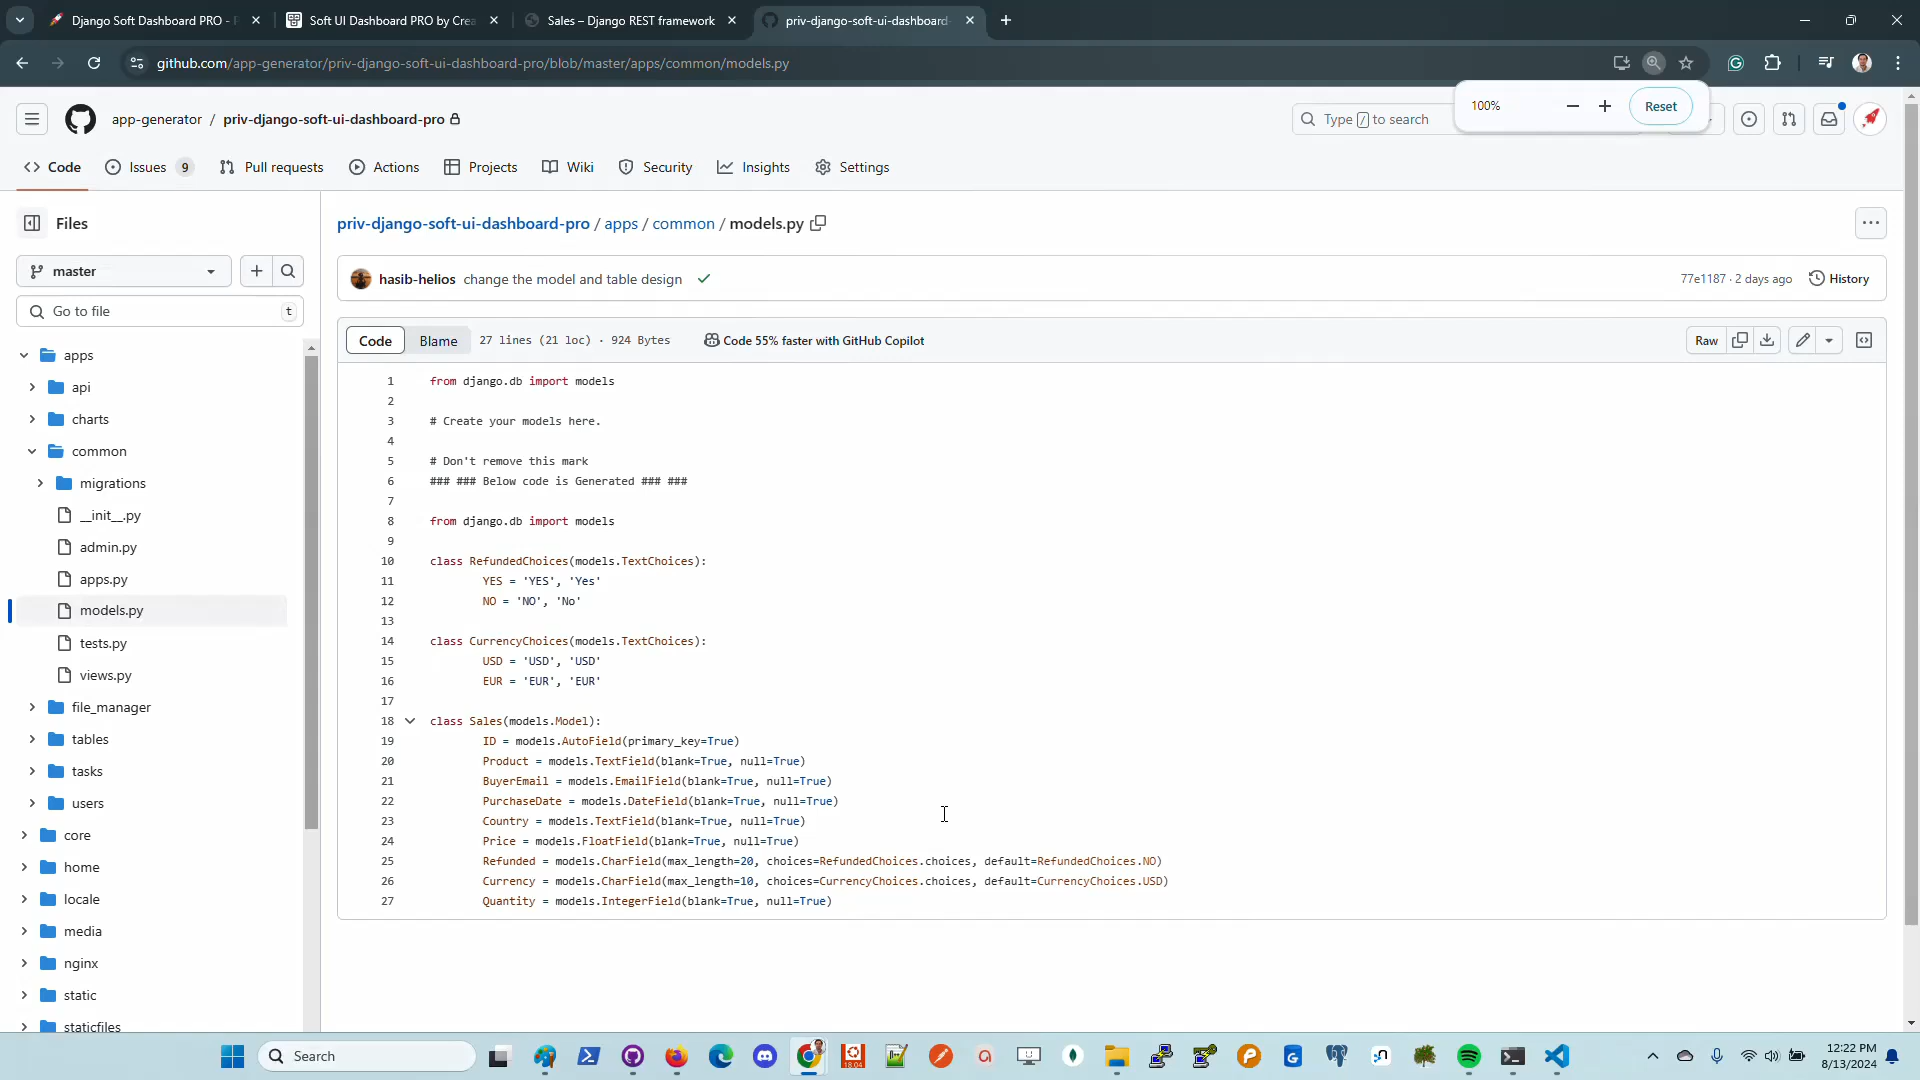 Django Soft Dashboard PRO - P
Soft UI Dashboard PRO by Crea
Sales – Django REST framework
priv-django-soft-ui-dashboard-
github.com/app-generator/priv-django-soft-ui-dashboard-pro/blob/master/apps/common/models.py
100%
Reset
app-generator / priv-django-soft-ui-dashboard-pro
Type / to search
Code
Issues 9
Pull requests
Actions
Projects
Wiki
Security
Insights
Settings
Files
master
Go to file
t
apps
api
charts
common
migrations
__init__.py
admin.py
apps.py
models.py
tests.py
views.py
file_manager
tables
tasks
users
core
home
locale
media
nginx
static
staticfiles
priv-django-soft-ui-dashboard-pro / apps / common / models.py
hasib-helios change the model and table design
77e1187 · 2 days ago
History
Code
Blame
27 lines (21 loc) · 924 Bytes
Code 55% faster with GitHub Copilot
Raw
1 from django.db import models
2
3 # Create your models here.
4
5 # Don't remove this mark
6 ### ### Below code is Generated ### ###
7
8 from django.db import models
9
10 class RefundedChoices(models.TextChoices):
11 YES = 'YES', 'Yes'
12 NO = 'NO', 'No'
13
14 class CurrencyChoices(models.TextChoices):
15 USD = 'USD', 'USD'
16 EUR = 'EUR', 'EUR'
17
18 class Sales(models.Model):
19 ID = models.AutoField(primary_key=True)
20 Product = models.TextField(blank=True, null=True)
21 BuyerEmail = models.EmailField(blank=True, null=True)
22 PurchaseDate = models.DateField(blank=True, null=True)
23 Country = models.TextField(blank=True, null=True)
24 Price = models.FloatField(blank=True, null=True)
25 Refunded = models.CharField(max_length=20, choices=RefundedChoices.choices, default=RefundedChoices.NO)
26 Currency = models.CharField(max_length=10, choices=CurrencyChoices.choices, default=CurrencyChoices.USD)
27 Quantity = models.IntegerField(blank=True, null=True)
Search
18.04
12:22 PM
8/13/2024